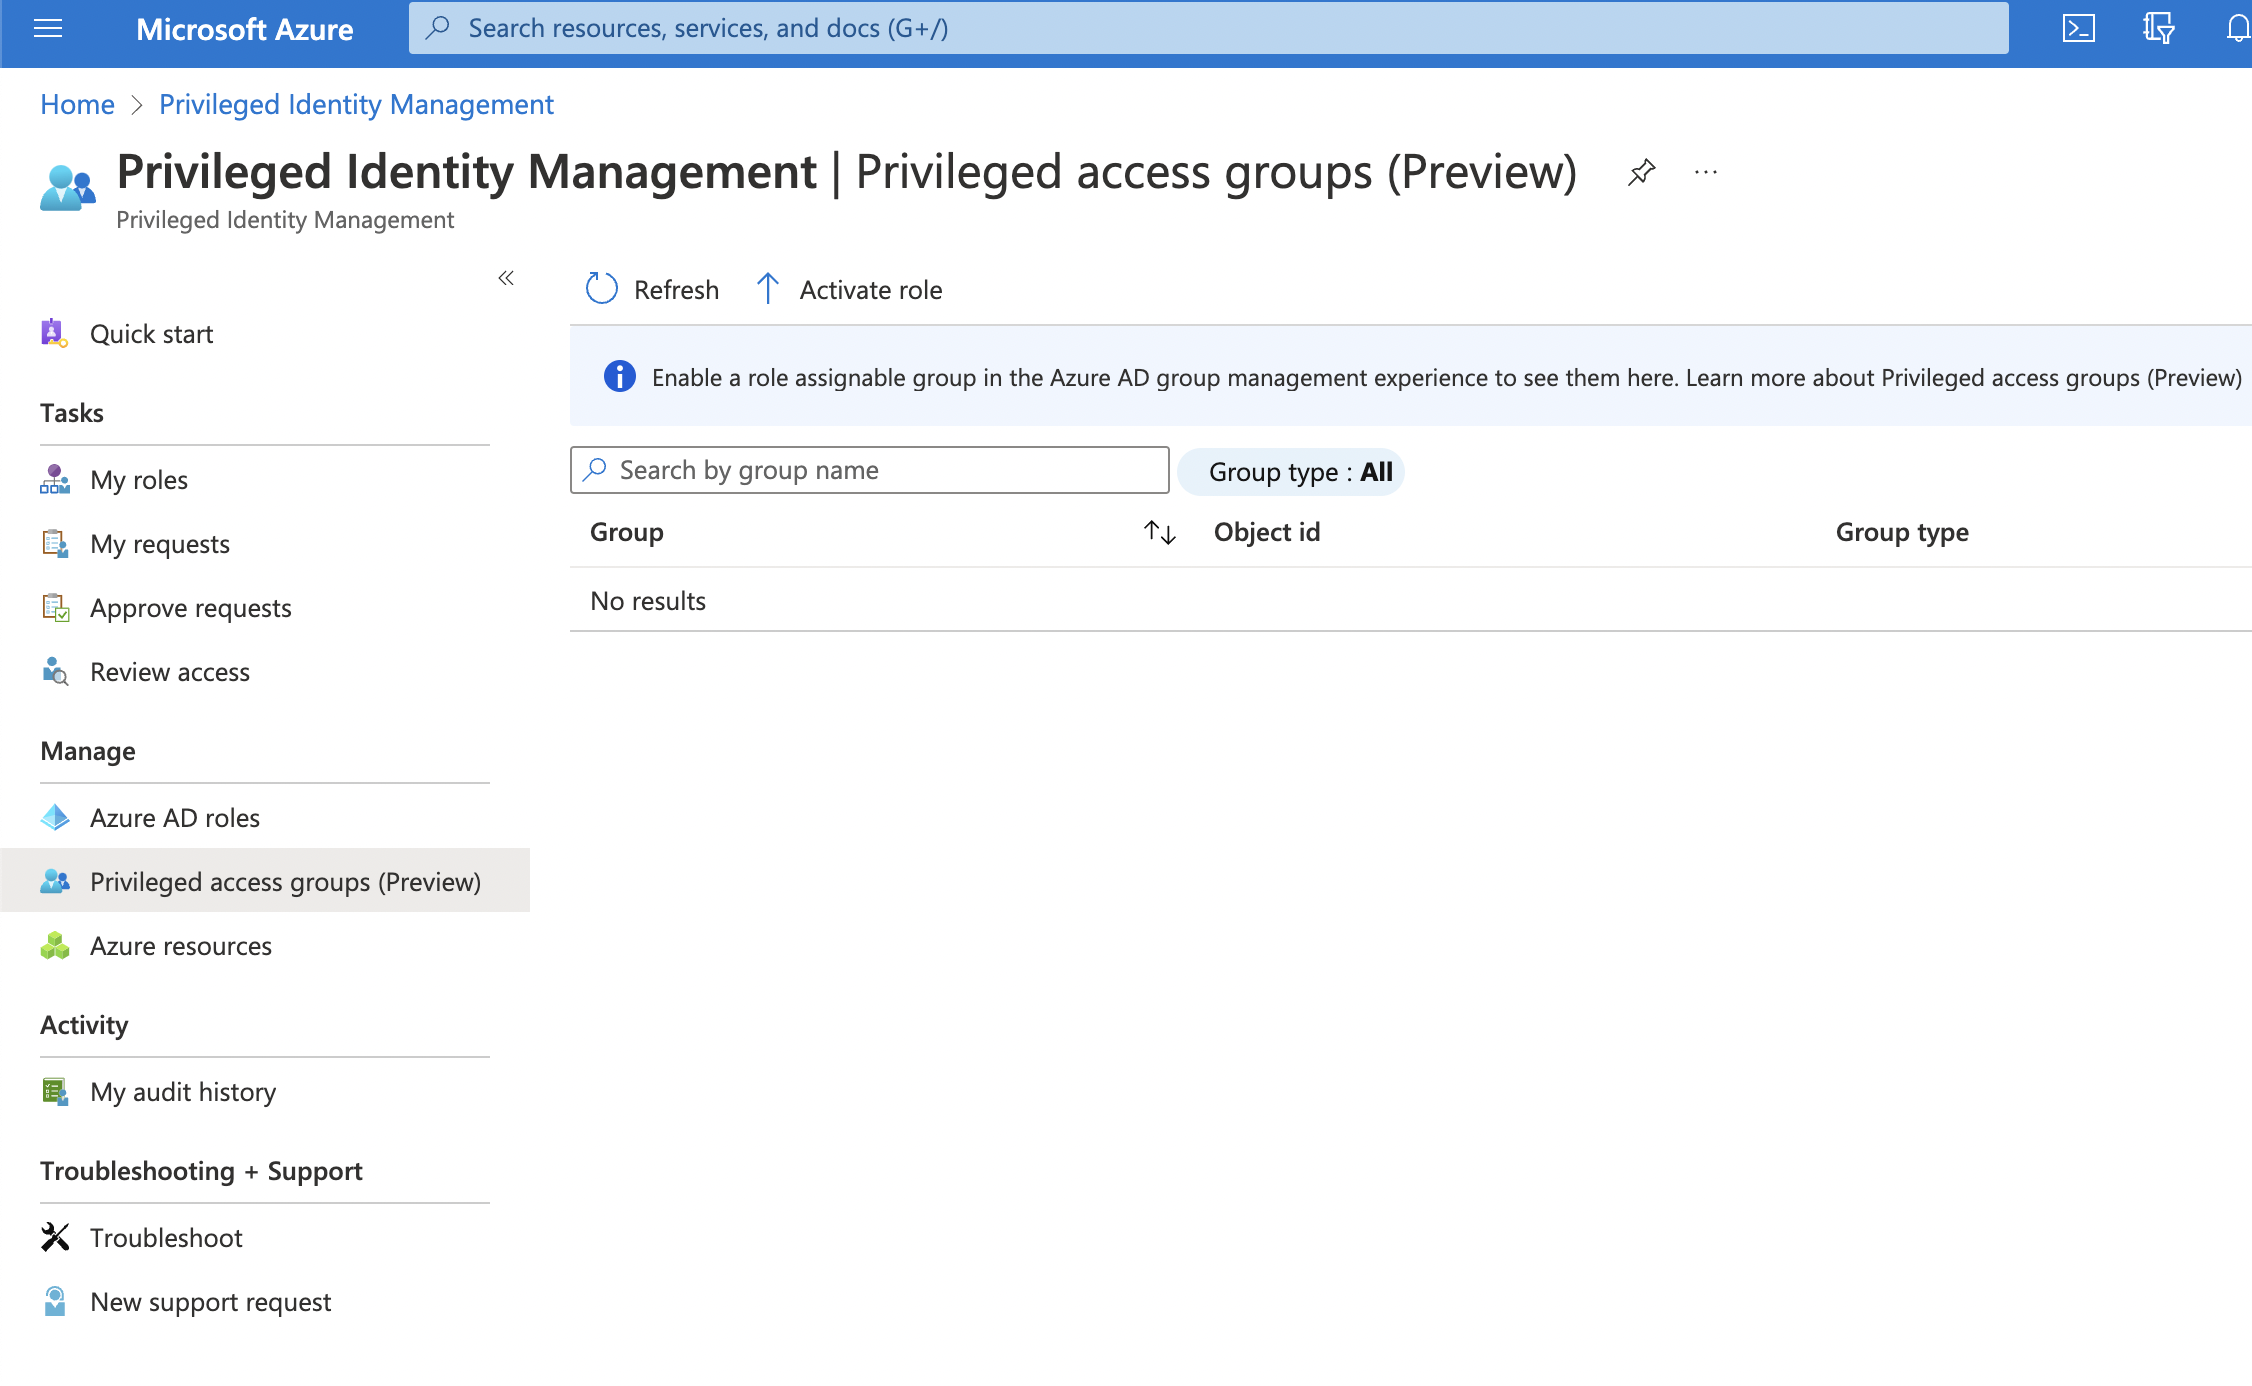 Microsoft Azure
Search resources, services, and docs (G+/)
Home > Privileged Identity Management
Privileged Identity Management | Privileged access groups (Preview) ...
Privileged Identity Management
«
Refresh
Activate role
Quick start
Tasks
My roles
My requests
Approve requests
Review access
Manage
Azure AD roles
Privileged access groups (Preview)
Azure resources
Activity
My audit history
Troubleshooting + Support
Troubleshoot
New support request
Enable a role assignable group in the Azure AD group management experience to see them here. Learn more about Privileged access groups (Preview)
Search by group name
Group type : All
Group
Object id
Group type
No results